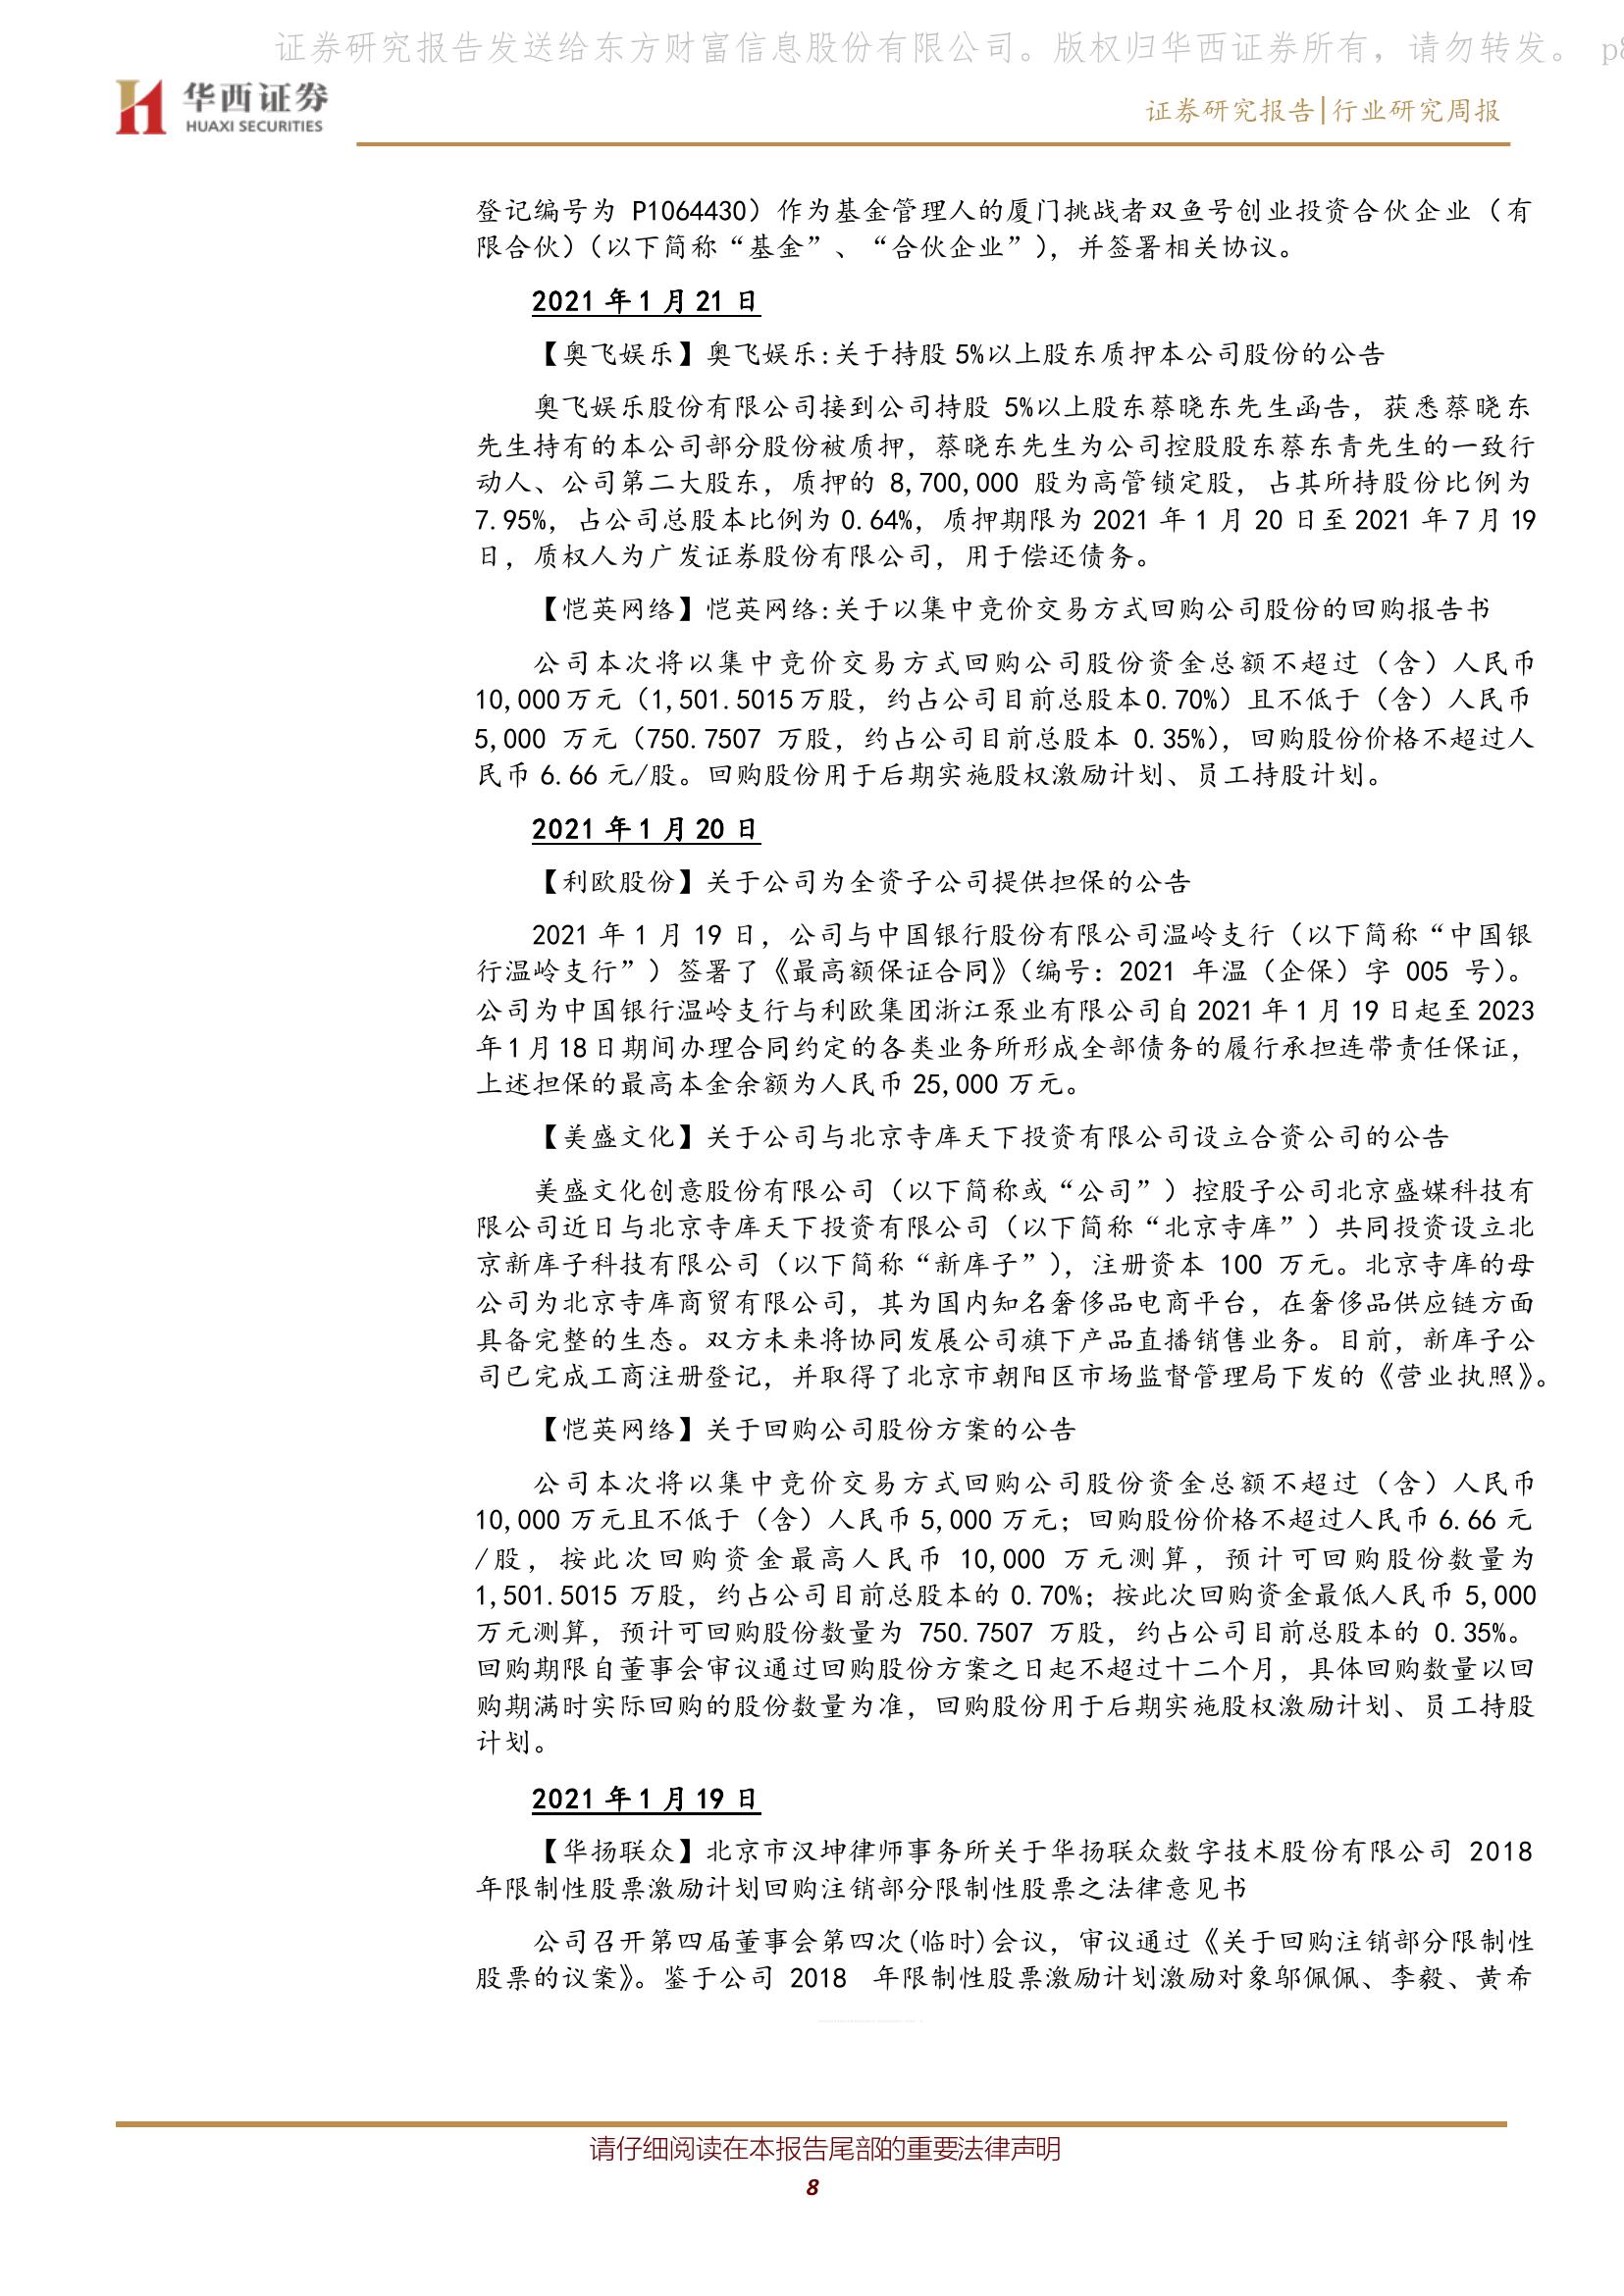 证券研究报告发送给东方财富信息股份有限公司。版权归华西证券所有，请勿转发。 p8
华西证券
HUAXI SECURITIES
证券研究报告|行业研究周报
登记编号为 P1064430）作为基金管理人的厦门挑战者双鱼号创业投资合伙企业（有
限合伙）（以下简称“基金”、“合伙企业”），并签署相关协议。
2021 年 1 月 21 日
【奥飞娱乐】奥飞娱乐:关于持股 5%以上股东质押本公司股份的公告
奥飞娱乐股份有限公司接到公司持股 5%以上股东蔡晓东先生函告，获悉蔡晓东
先生持有的本公司部分股份被质押，蔡晓东先生为公司控股股东蔡东青先生的一致行
动人、公司第二大股东，质押的 8,700,000 股为高管锁定股，占其所持股份比例为
7.95%，占公司总股本比例为 0.64%，质押期限为 2021 年 1 月 20 日至 2021 年 7 月 19
日，质权人为广发证券股份有限公司，用于偿还债务。
【恺英网络】恺英网络:关于以集中竞价交易方式回购公司股份的回购报告书
公司本次将以集中竞价交易方式回购公司股份资金总额不超过（含）人民币
10,000 万元（1,501.5015 万股，约占公司目前总股本 0.70%）且不低于（含）人民币
5,000 万元（750.7507 万股，约占公司目前总股本 0.35%），回购股份价格不超过人
民币 6.66 元/股。回购股份用于后期实施股权激励计划、员工持股计划。
2021 年 1 月 20 日
【利欧股份】关于公司为全资子公司提供担保的公告
2021 年 1 月 19 日，公司与中国银行股份有限公司温岭支行（以下简称“中国银
行温岭支行”）签署了《最高额保证合同》（编号：2021 年温（企保）字 005 号）。
公司为中国银行温岭支行与利欧集团浙江泵业有限公司自 2021 年 1 月 19 日起至 2023
年 1 月 18 日期间办理合同约定的各类业务所形成全部债务的履行承担连带责任保证，
上述担保的最高本金余额为人民币 25,000 万元。
【美盛文化】关于公司与北京寺库天下投资有限公司设立合资公司的公告
美盛文化创意股份有限公司（以下简称或“公司”）控股子公司北京盛媒科技有
限公司近日与北京寺库天下投资有限公司（以下简称“北京寺库”）共同投资设立北
京新库子科技有限公司（以下简称“新库子”），注册资本 100 万元。北京寺库的母
公司为北京寺库商贸有限公司，其为国内知名奢侈品电商平台，在奢侈品供应链方面
具备完整的生态。双方未来将协同发展公司旗下产品直播销售业务。目前，新库子公
司已完成工商注册登记，并取得了北京市朝阳区市场监督管理局下发的《营业执照》。
【恺英网络】关于回购公司股份方案的公告
公司本次将以集中竞价交易方式回购公司股份资金总额不超过（含）人民币
10,000 万元且不低于（含）人民币 5,000 万元；回购股份价格不超过人民币 6.66 元
/股，按此次回购资金最高人民币 10,000 万元测算，预计可回购股份数量为
1,501.5015 万股，约占公司目前总股本的 0.70%；按此次回购资金最低人民币 5,000
万元测算，预计可回购股份数量为 750.7507 万股，约占公司目前总股本的 0.35%。
回购期限自董事会审议通过回购股份方案之日起不超过十二个月，具体回购数量以回
购期满时实际回购的股份数量为准，回购股份用于后期实施股权激励计划、员工持股
计划。
2021 年 1 月 19 日
【华扬联众】北京市汉坤律师事务所关于华扬联众数字技术股份有限公司 2018
年限制性股票激励计划回购注销部分限制性股票之法律意见书
公司召开第四届董事会第四次(临时)会议，审议通过《关于回购注销部分限制性
股票的议案》。鉴于公司 2018 年限制性股票激励计划激励对象邬佩佩、李毅、黄希
请仔细阅读在本报告尾部的重要法律声明
8